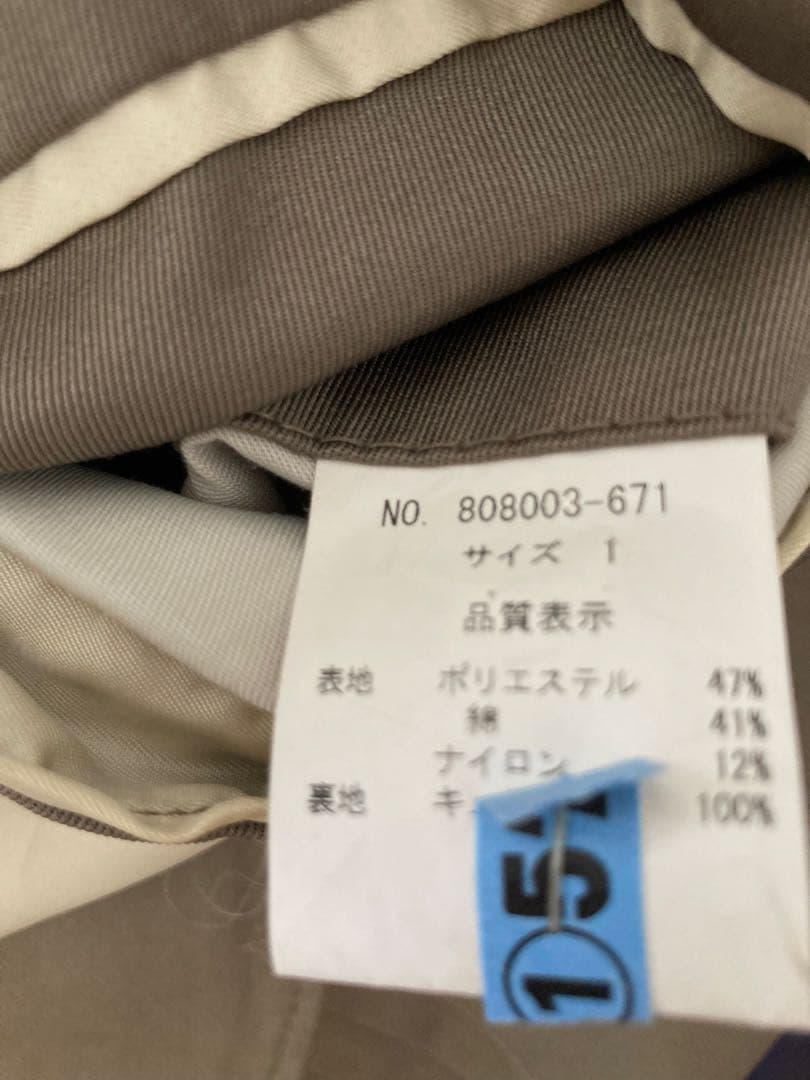 NO. 808003-671
サイズ 1
品質表示
表地 ポリエステル 47%
綿 41%
ナイロン 12%
裏地 100%
①